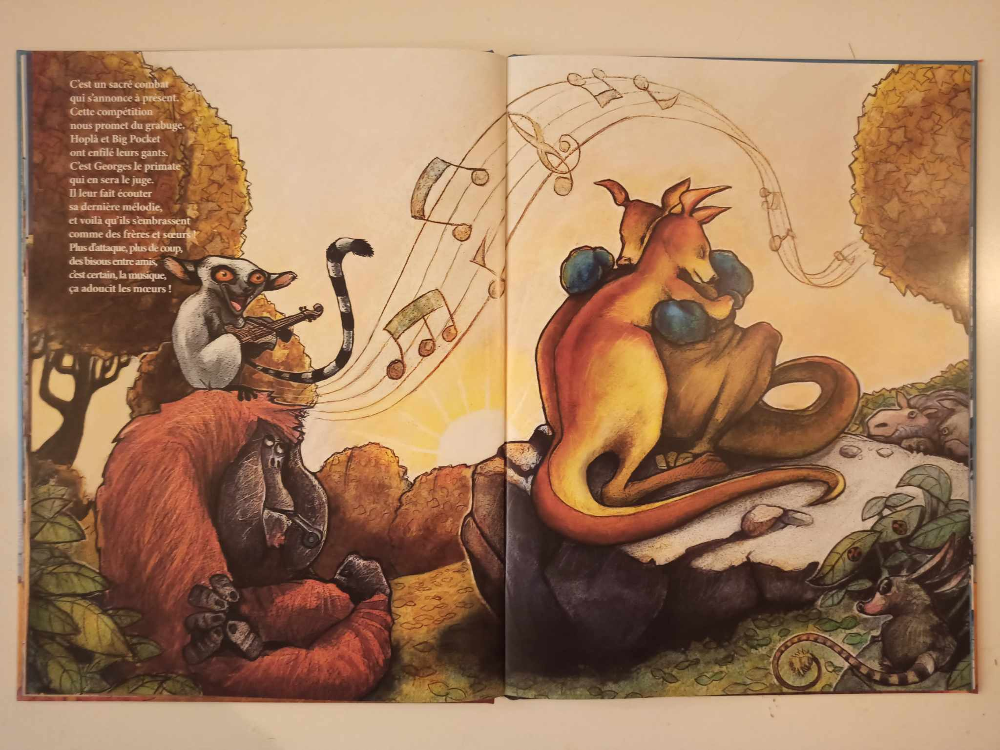 C'est un sacré combat
qui s'annonce à présent.
Cette compétition
nous promet du grabuge.
Hoplà et Big Pocket
ont enfilé leurs gants.
C'est Georges le primate
qui en sera le juge.
Il leur fait écouter
sa dernière mélodie,
et voilà qu'ils s'embrassent
comme des frères et sœurs !
Plus d'attaque, plus de coup,
des bisous entre amis,
c'est certain, la musique,
ça adoucit les mœurs !